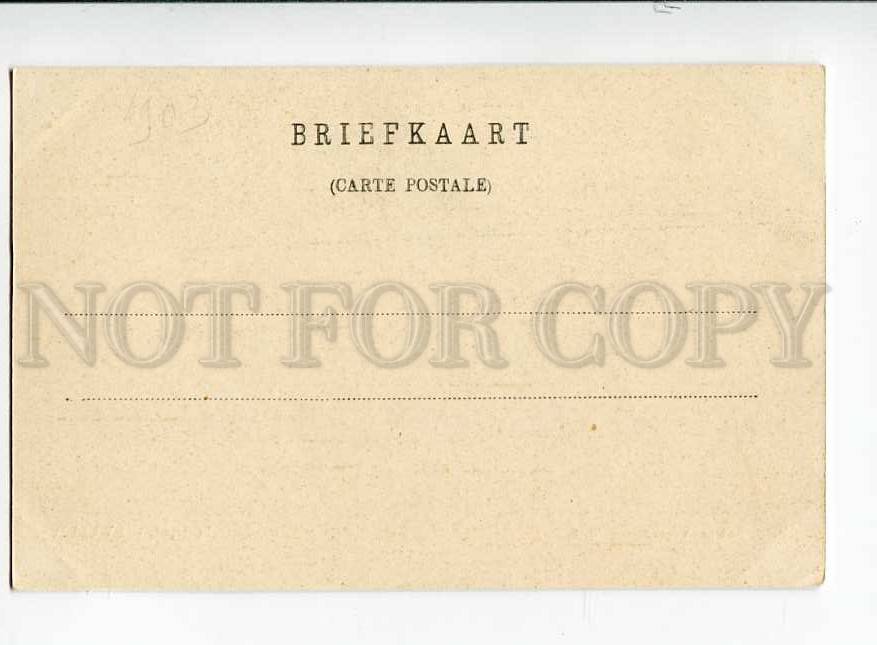 1903
BRIEFKAART
(CARTE POSTALE)
NOT FOR COPY